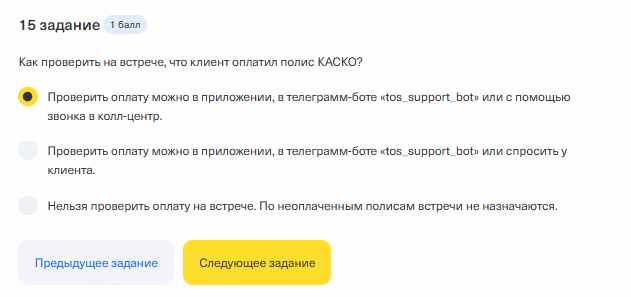 15 задание 1 балл
Как проверить на встрече, что клиент оплатил полис КАСКО?
Проверить оплату можно в приложении, в телеграмм-боте «tos_support_bot» или с помощью
звонка в колл-центр.
Проверить оплату можно в приложении, в телеграмм-боте «tos_support_bot» или спросить у
клиента.
Нельзя проверить оплату на встрече. По неоплаченным полисам встречи не назначаются.
Предыдущее задание Следующее задание